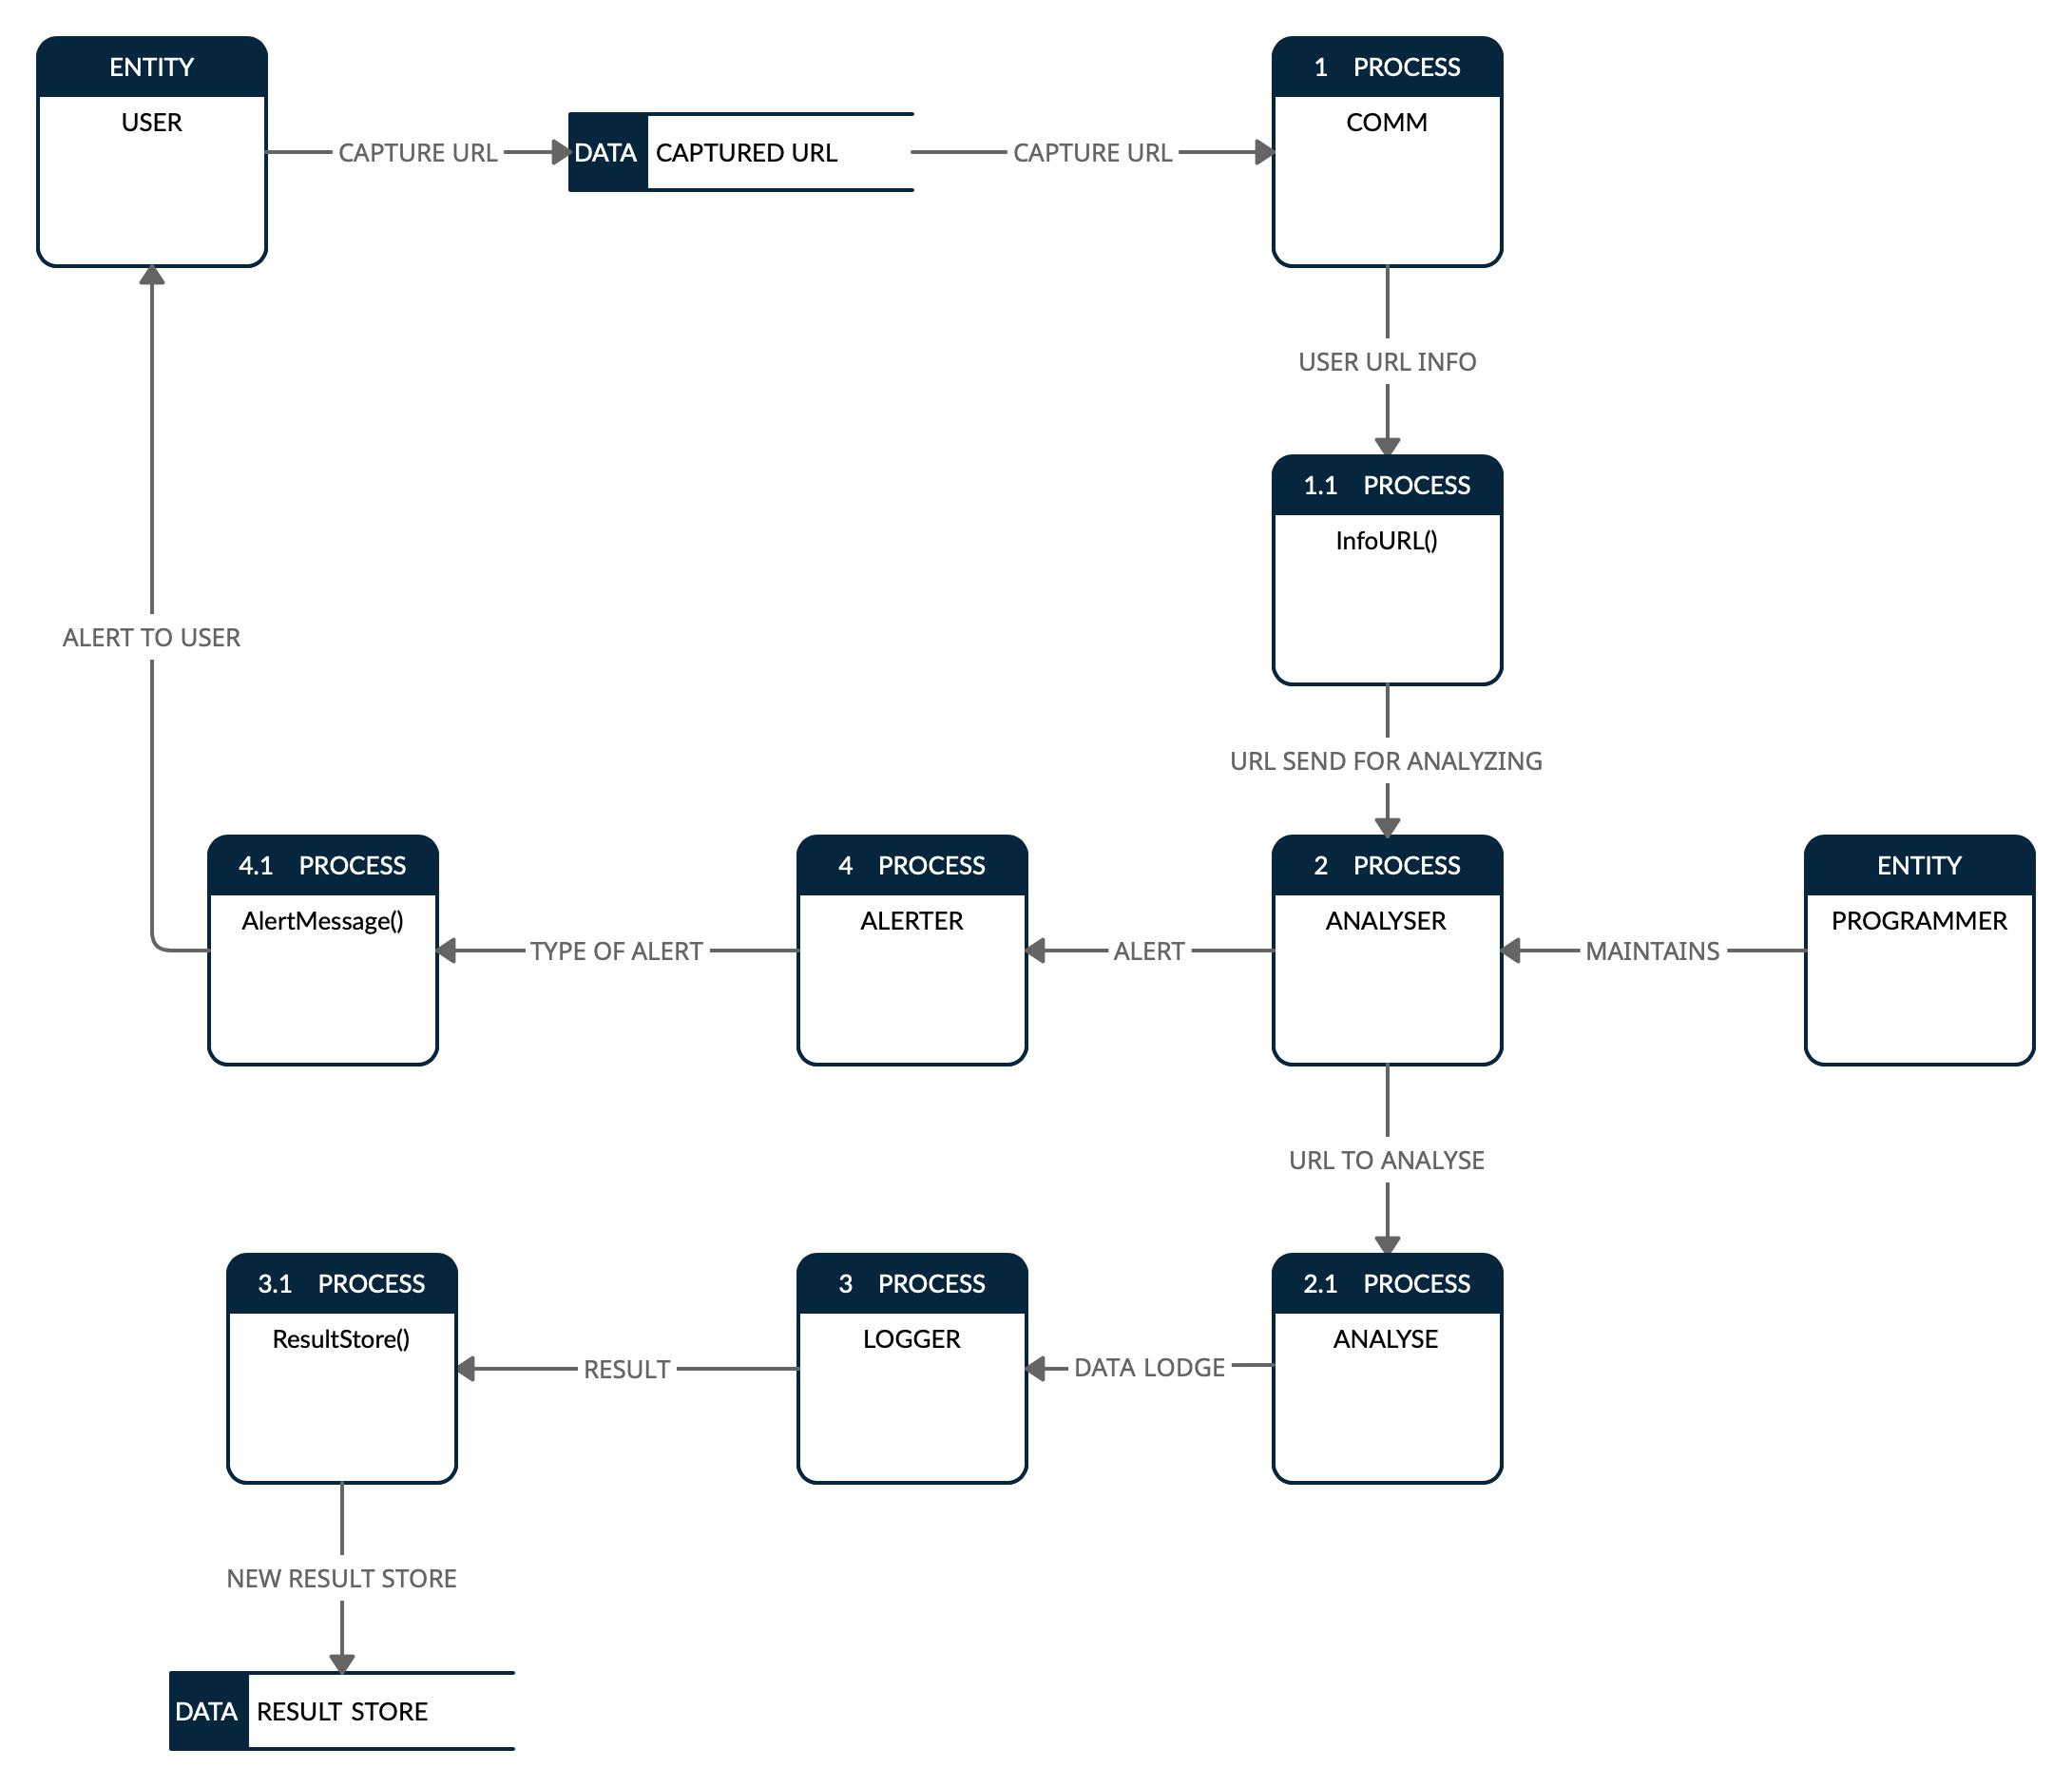 ENTITY
USER
CAPTURE URL
DATA
CAPTURED URL
CAPTURE URL
1 PROCESS
COMM
USER URL INFO
1.1 PROCESS
InfoURL()
ALERT TO USER
URL SEND FOR ANALYZING
4.1 PROCESS
AlertMessage()
TYPE OF ALERT
4 PROCESS
ALERTER
ALERT
2 PROCESS
ANALYSER
MAINTAINS
ENTITY
PROGRAMMER
URL TO ANALYSE
3.1 PROCESS
ResultStore()
RESULT
3 PROCESS
LOGGER
DATA LODGE
2.1 PROCESS
ANALYSE
NEW RESULT STORE
DATA
RESULT STORE